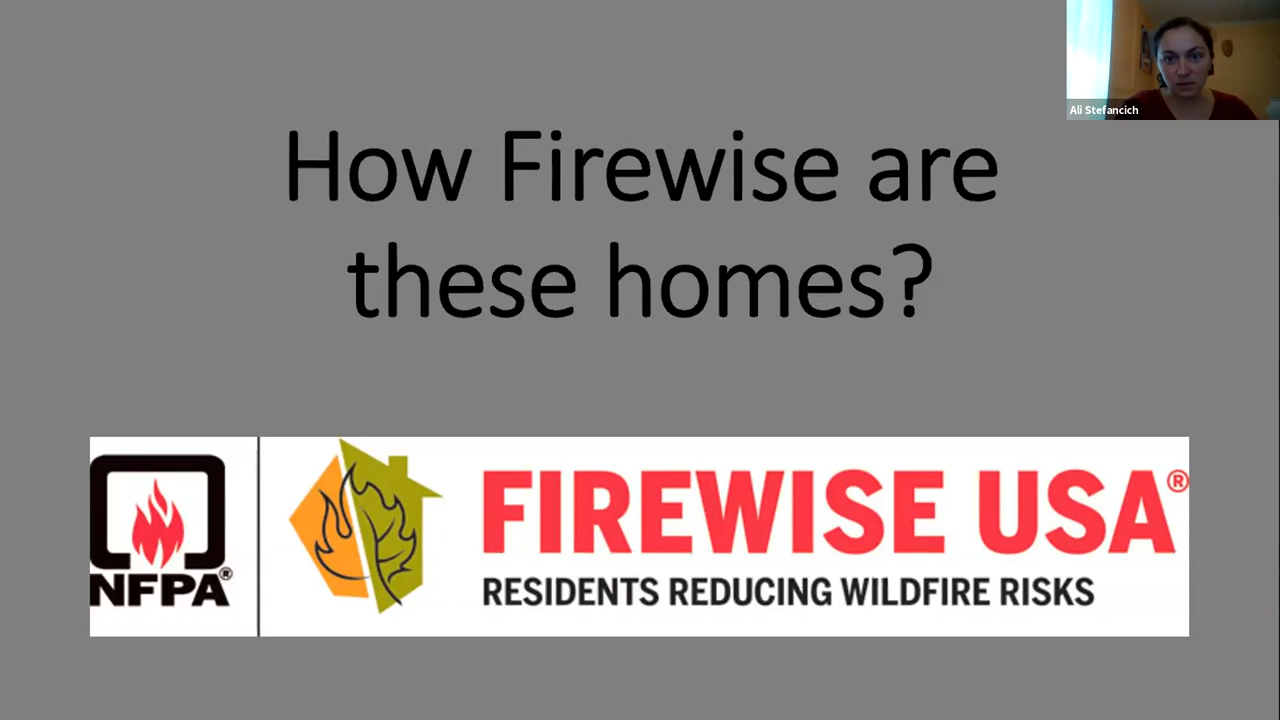 Ali Stefancich
How Firewise are
these homes?
NFPA®
FIREWISE USA®
RESIDENTS REDUCING WILDFIRE RISKS